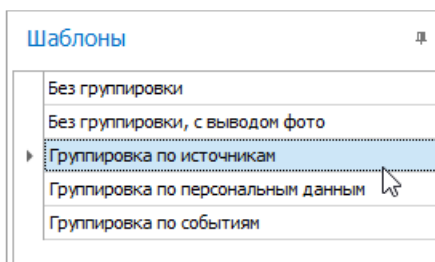 Шаблоны
Без группировки
Без группировки, с выводом фото
Группировка по источникам
Группировка по персональным данным
Группировка по событиям